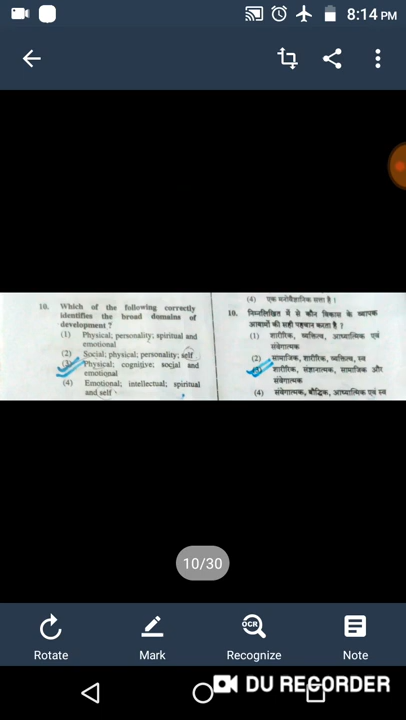 8:14 PM
10. Which of the following correctly
identifies the broad domains of
development ?
(1) Physical; personality; spiritual and
emotional
(2) Social; physical; personality; self
(3) Physical; cognitive; social and
emotional
(4) Emotional; intellectual; spiritual
and self
(4) एक मनोवैज्ञानिक सत्ता है ।
10. निम्नलिखित में से कौन विकास के व्यापक
आयामों की सही पहचान करता है ?
(1) शारीरिक, व्यक्तित्व, आध्यात्मिक एवं
संवेगात्मक
(2) सामाजिक, शारीरिक, व्यक्तित्व, स्व
शारीरिक, संज्ञानात्मक, सामाजिक और
संवेगात्मक
(4) संवेगात्मक, बौद्धिक, आध्यात्मिक एवं स्व
10/30
Rotate Mark Recognize Note
OCR
DU RECORDER